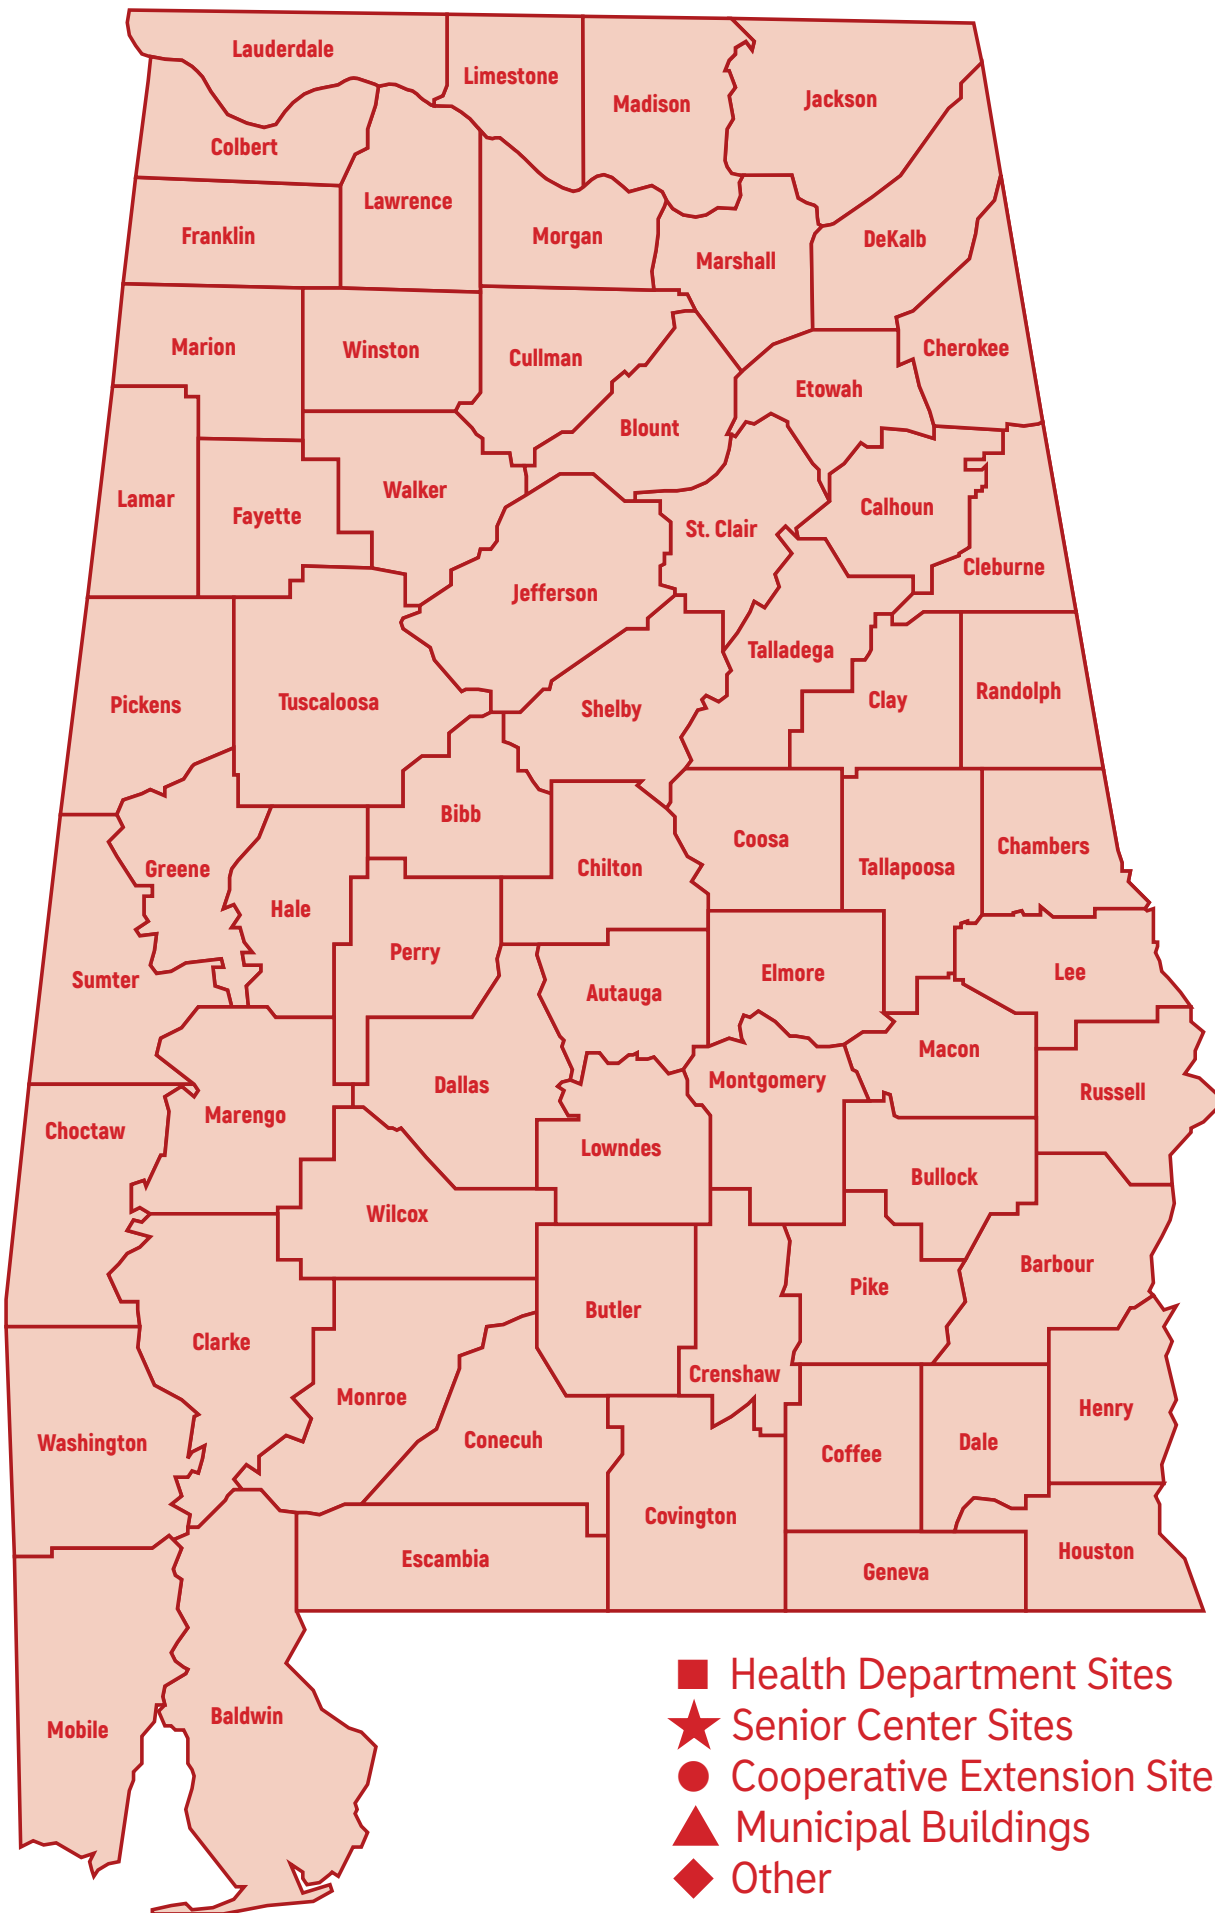 Lauderdale
Limestone
Madison
Jackson
Colbert
Lawrence
Franklin
Morgan
DeKalb
Marshall
Marion
Winston
Cullman
Cherokee
Etowah
Blount
Walker
Lamar
Fayette
Calhoun
St. Clair
Cleburne
Jefferson
Talladega
Pickens
Tuscaloosa
Shelby
Clay
Randolph
Bibb
Coosa
Chambers
Greene
Chilton
Tallapoosa
Hale
Perry
Sumter
Autauga
Elmore
Lee
Macon
Dallas
Montgomery
Russell
Marengo
Choctaw
Lowndes
Bullock
Wilcox
Barbour
Pike
Butler
Clarke
Crenshaw
Monroe
Henry
Washington
Conecuh
Coffee
Dale
Covington
Escambia
Geneva
Houston
Mobile
Baldwin
Health Department Sites
Senior Center Sites
Cooperative Extension Site
Municipal Buildings
Other